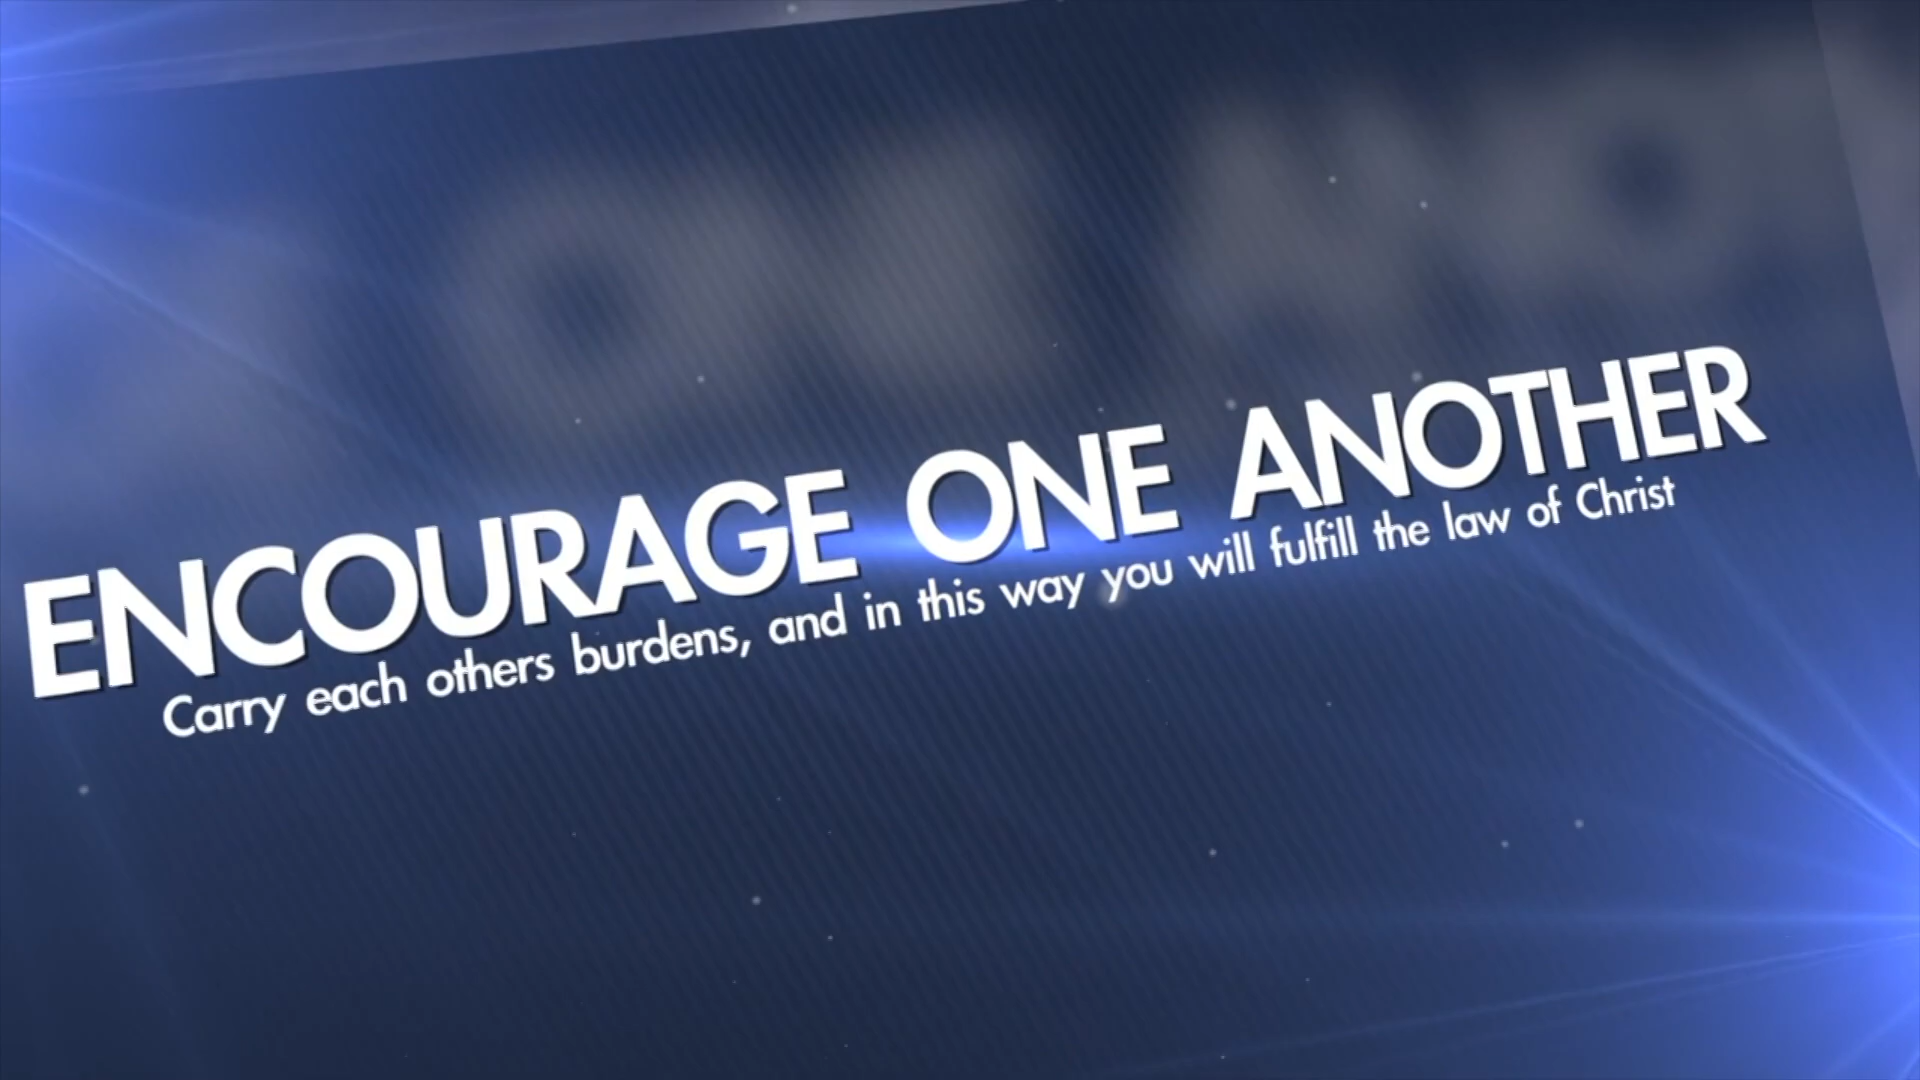 ENCOURAGE ONE ANOTHER
Carry each others burdens, and in this way you will fulfill the law of Christ